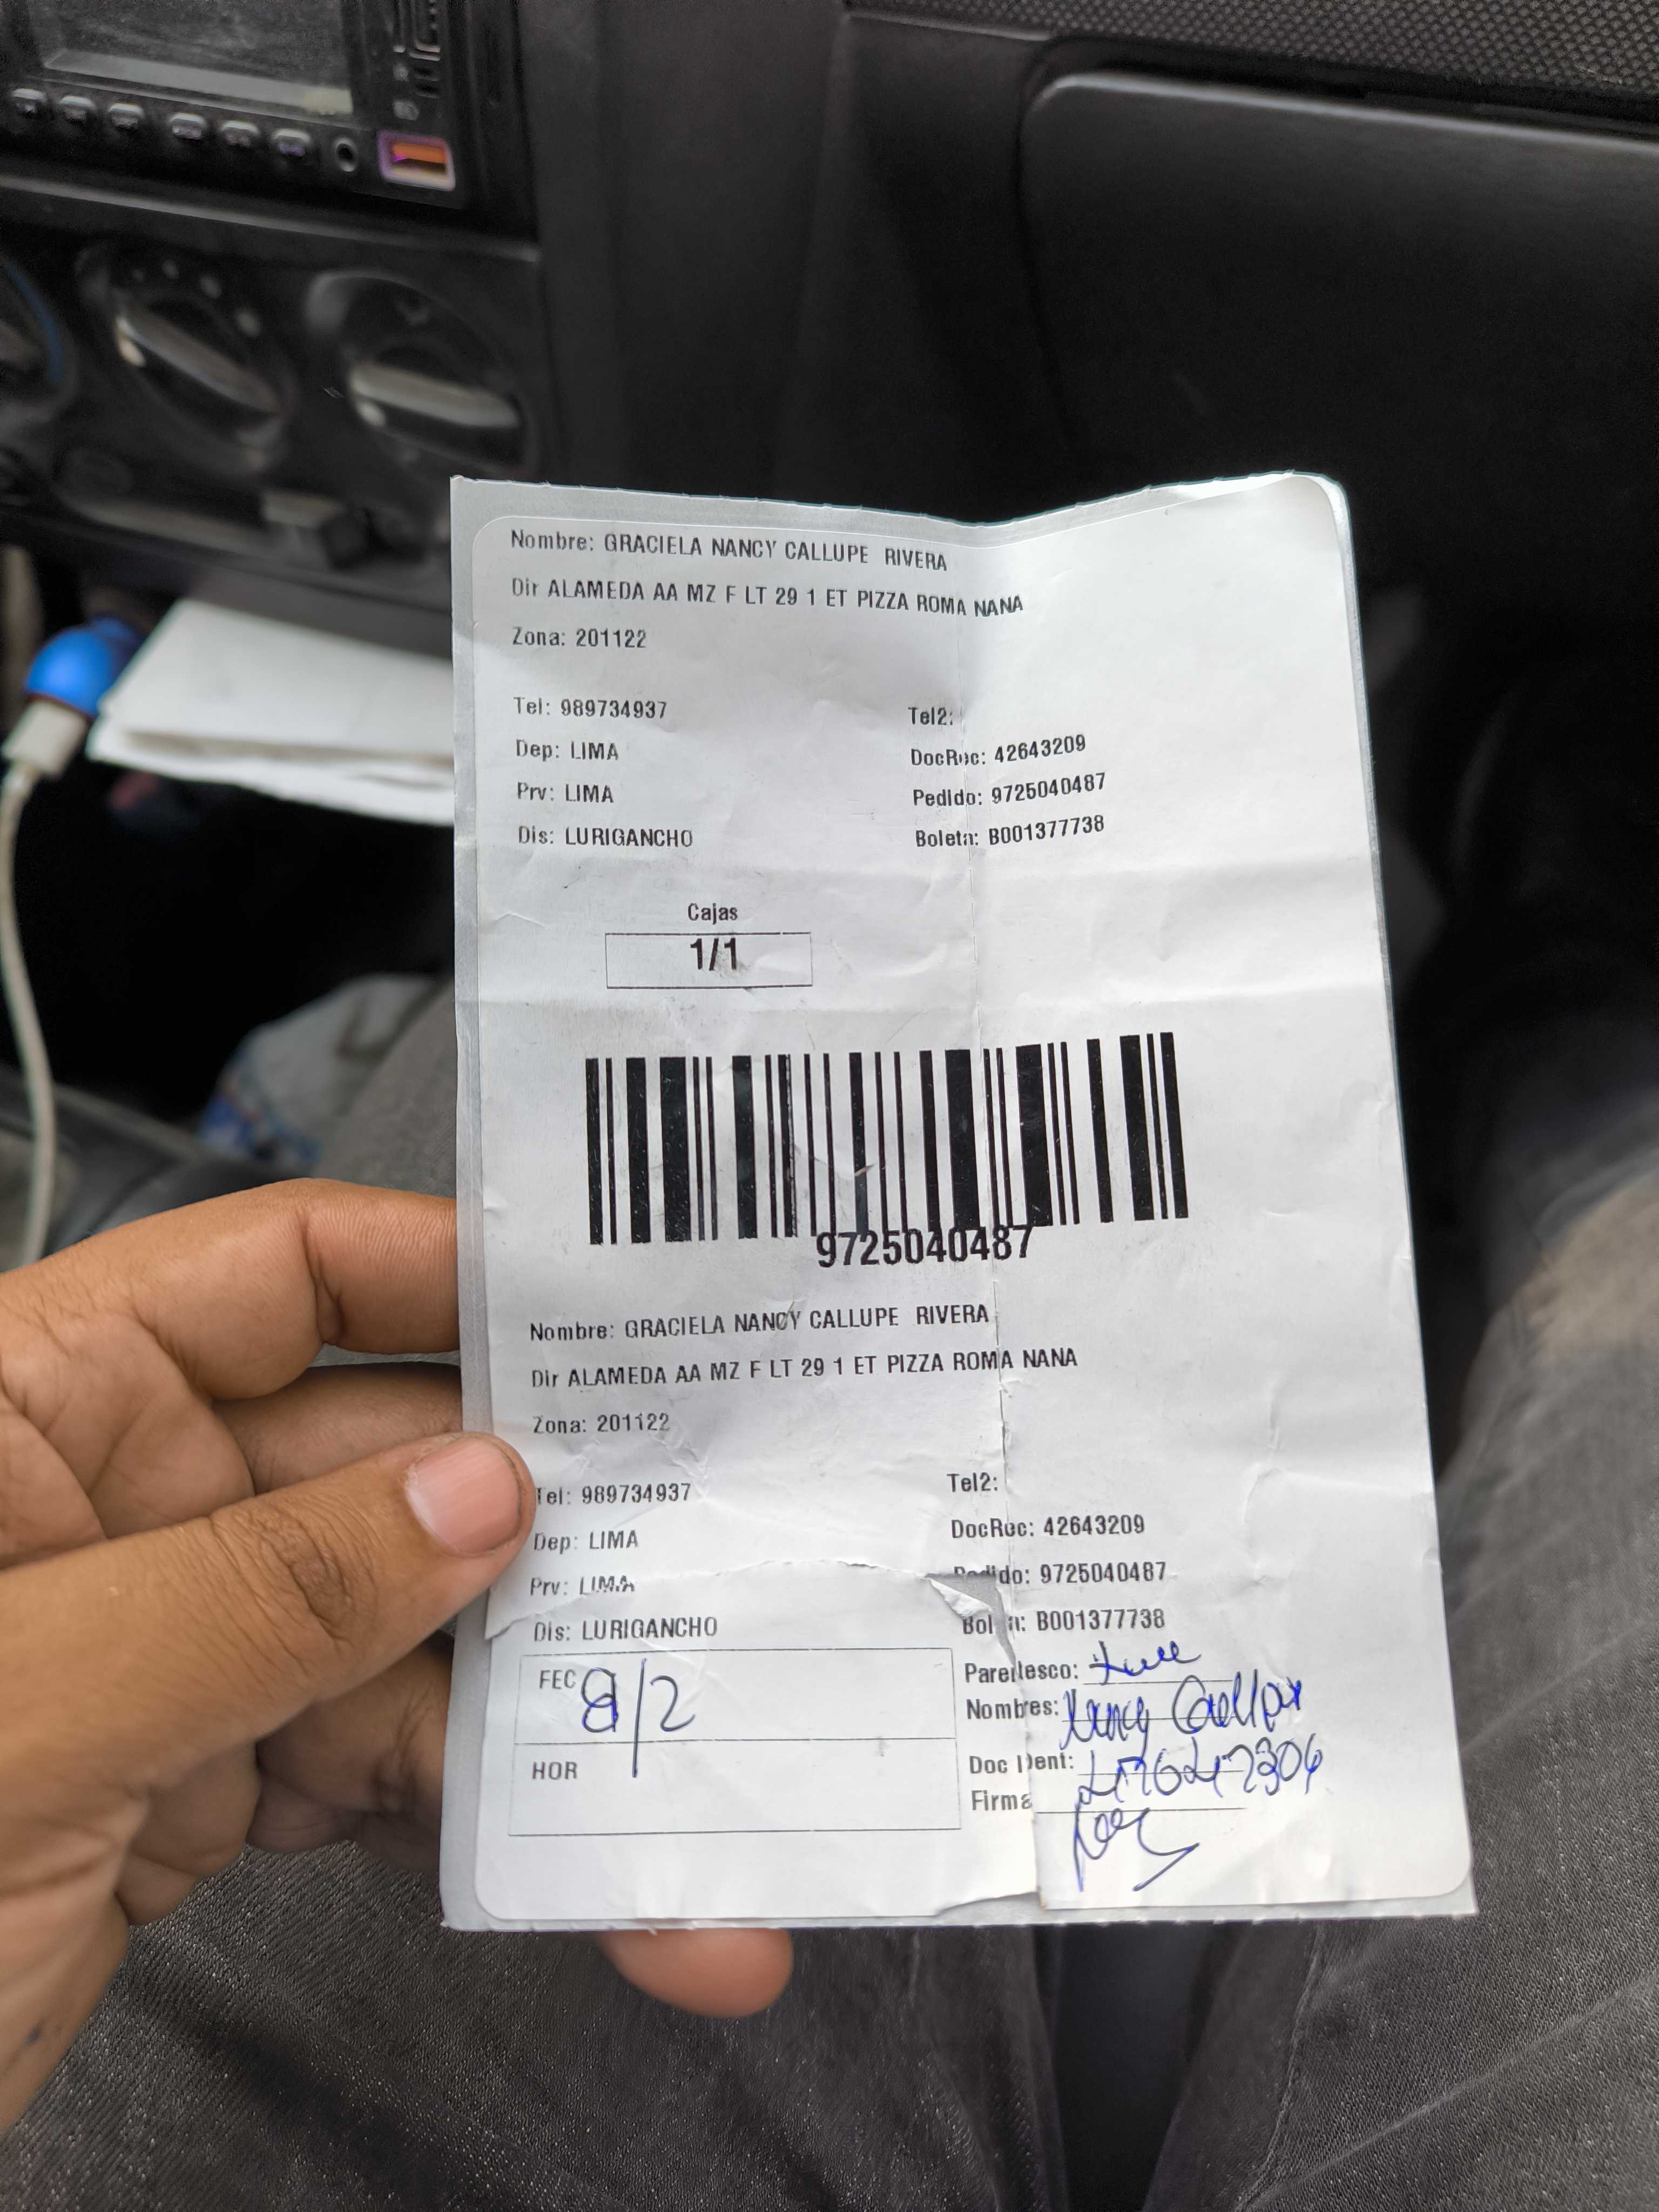 Nombre: GRACIELA NANCY CALLUPE RIVERA
Dir ALAMEDA AA MZ F LT 29 1 ET PIZZA ROMA NANA
Zona: 201122
Tel: 989734937 Tel2:
Dep: LIMA DocRec: 42643209
Prv: LIMA Pedido: 9725040487
Dis: LURIGANCHO Boleta: B001377738
Cajas
1/1
9725040487
Nombre: GRACIELA NANCY CALLUPE RIVERA
Dir ALAMEDA AA MZ F LT 29 1 ET PIZZA ROMA NANA
Zona: 201122
Tel: 989734937 Tel2:
Dep: LIMA DocRec: 42643209
Prv: LIMA Pedido: 9725040487
Dis: LURIGANCHO Boleta: B001377738
FEC 8/2 Parentesco:
HOR Nombres: Nancy
Doc Ident:
Firma